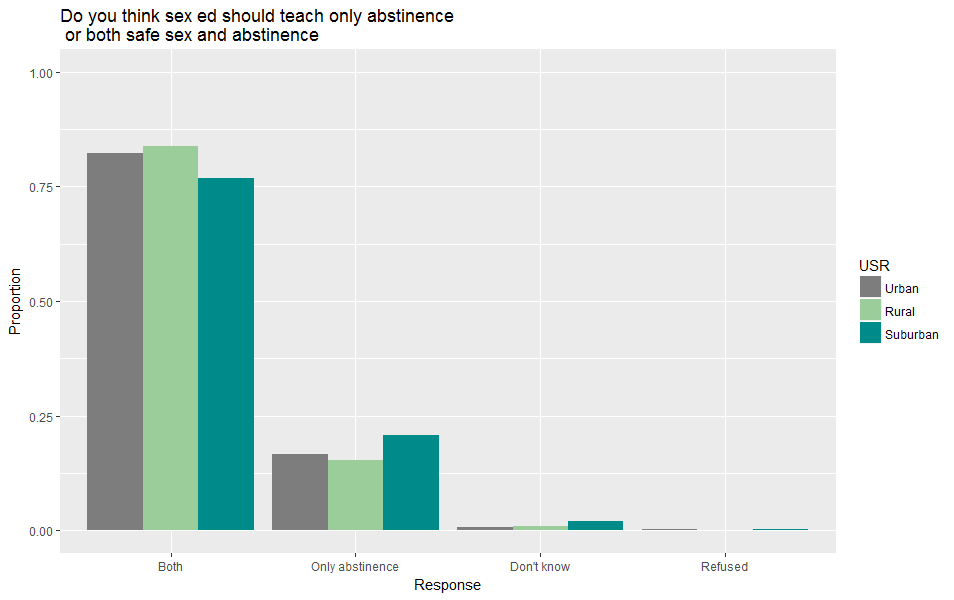 Do you think sex ed should teach only abstinence
or both safe sex and abstinence
1.00
0.75
0.50
0.25
0.00
Proportion
Both
Only abstinence
Don't know
Refused
Response
USR
Urban
Rural
Suburban